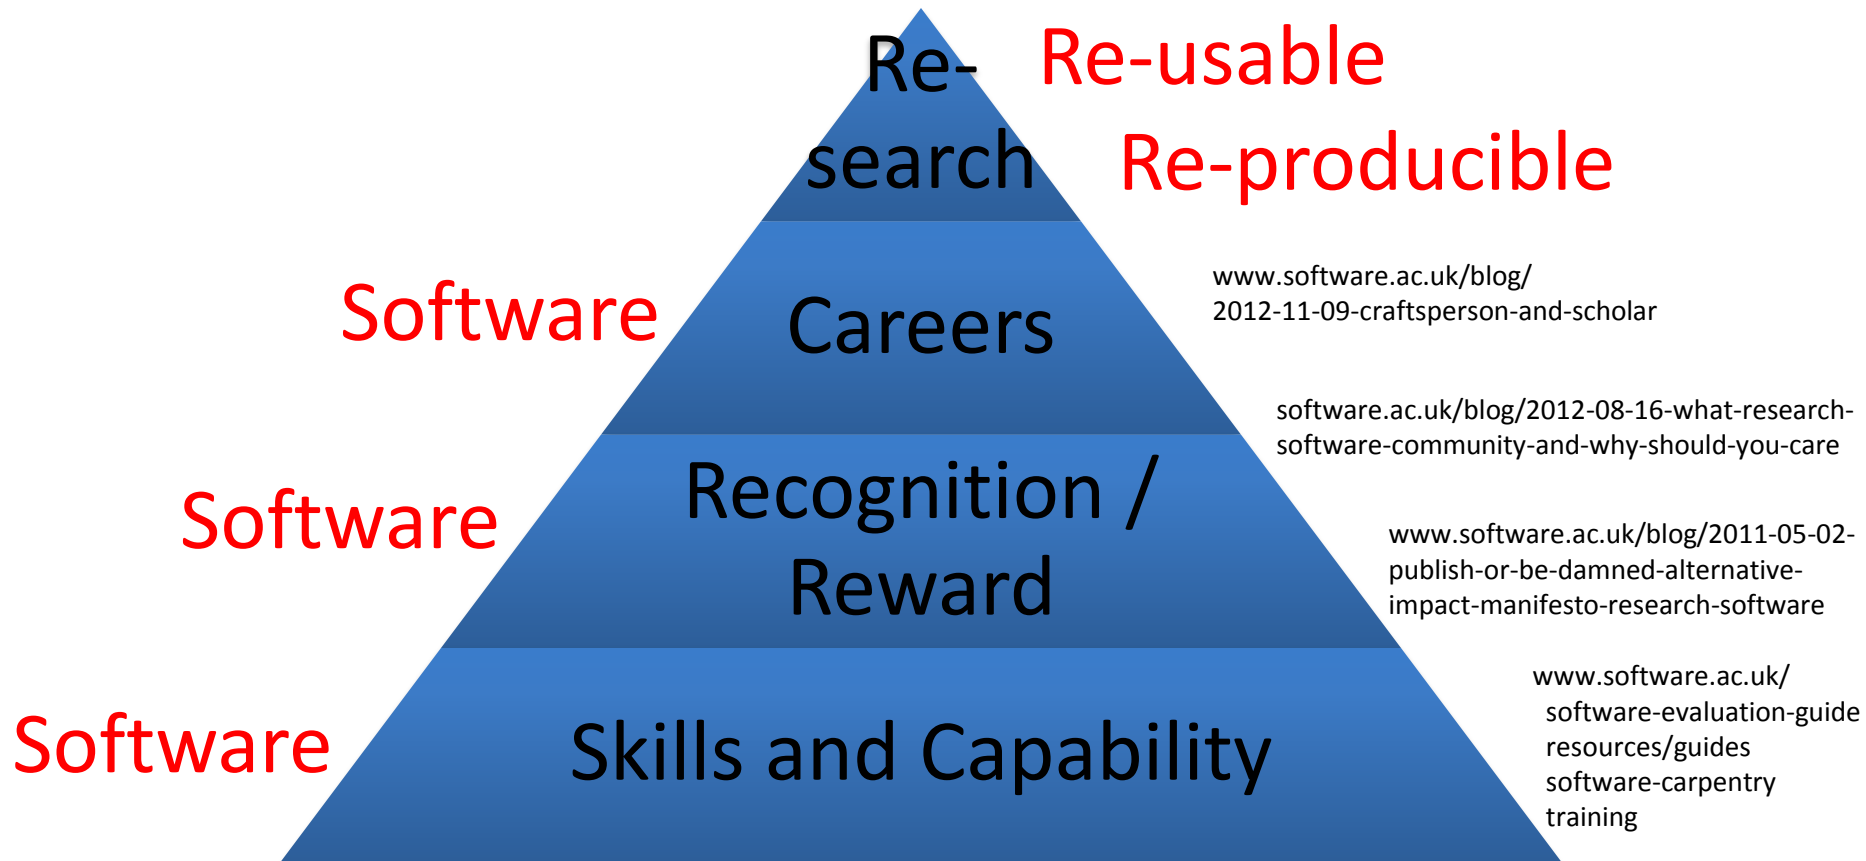 Re-
search
Re-usable
Re-producible
Software
Careers
www.software.ac.uk/blog/
2012-11-09-craftsperson-and-scholar
software.ac.uk/blog/2012-08-16-what-research-
software-community-and-why-should-you-care
Software
Recognition /
Reward
www.software.ac.uk/blog/2011-05-02-
publish-or-be-damned-alternative-
impact-manifesto-research-software
Software
Skills and Capability
www.software.ac.uk/
software-evaluation-guide
resources/guides
software-carpentry
training